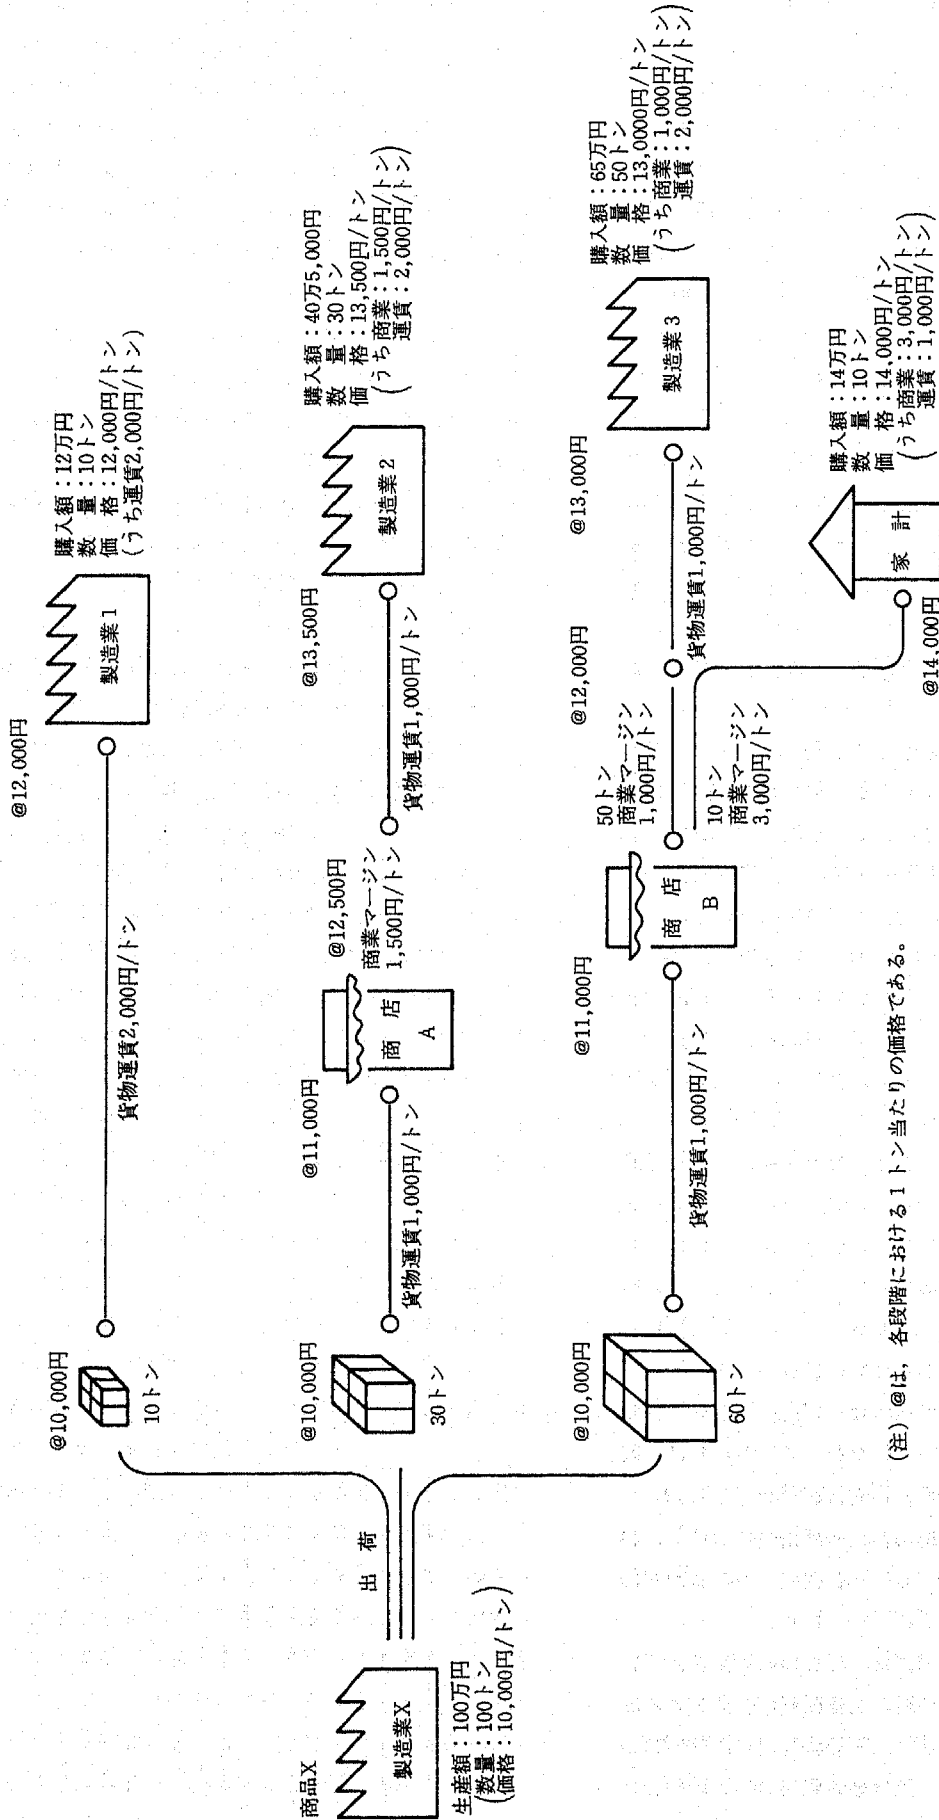 商品X
製造業X
生産額：100万円
(数量：100トン
価格：10,000円/トン)
出荷
@10,000円
10トン
貨物運賃2,000円/トン
@12,000円
製造業1
購入額：12万円
数量：10トン
価格：12,000円/トン
(うち運賃2,000円/トン)
@10,000円
30トン
貨物運賃1,000円/トン
@11,000円
商店
A
@12,500円
商業マージン
1,500円/トン
貨物運賃1,000円/トン
@13,500円
製造業2
購入額：40万5,000円
数量：30トン
価格：13,500円/トン
(うち商業：1,500円/トン
運賃：2,000円/トン)
@10,000円
60トン
貨物運賃1,000円/トン
@11,000円
商店
B
50トン
商業マージン
1,000円/トン
@12,000円
貨物運賃1,000円/トン
@13,000円
製造業3
購入額：65万円
数量：50トン
価格：13,0000円/トン
(うち商業：1,000円/トン
運賃：2,000円/トン)
10トン
商業マージン
3,000円/トン
@14,000円
家計
購入額：14万円
数量：10トン
価格：14,000円/トン
(うち商業：3,000円/トン
運賃：1,000円/トン)
(注) @は，各段階における1トン当たりの価格である。